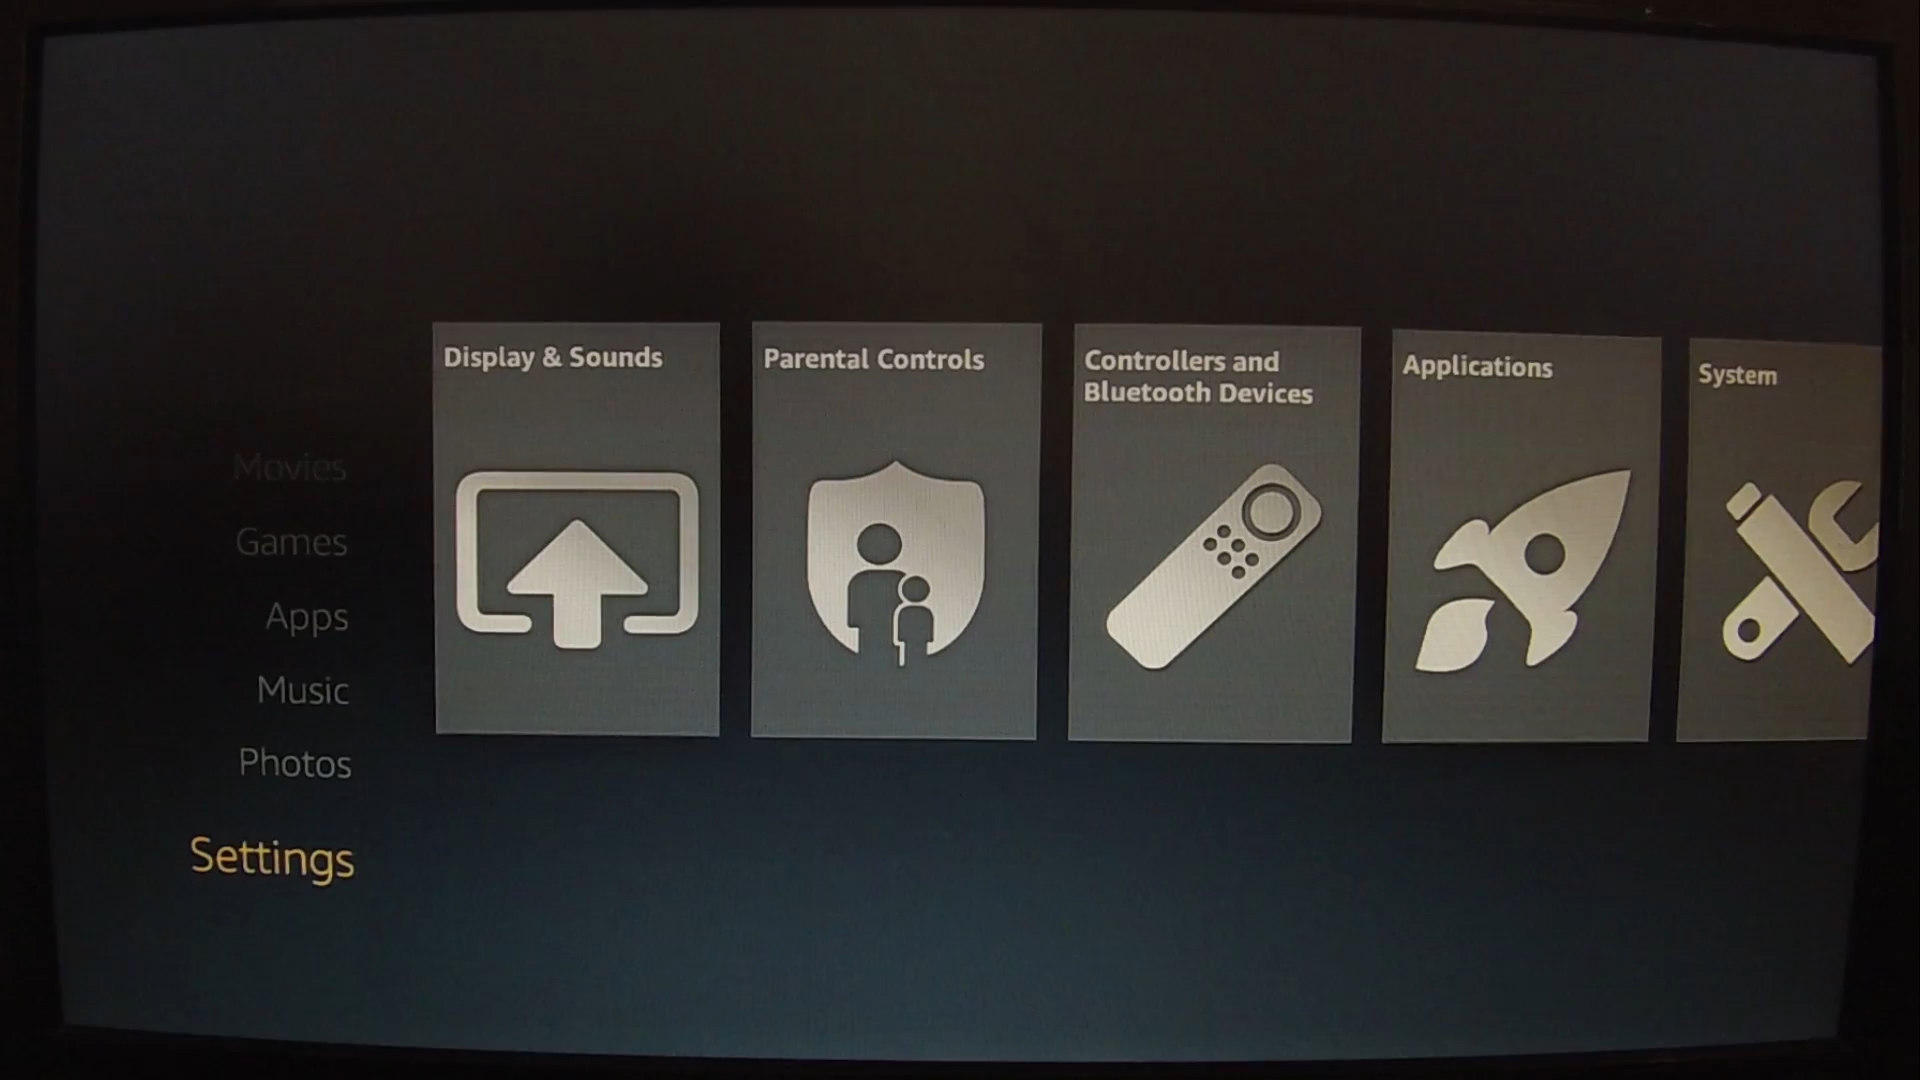 Movies
Games
Apps
Music
Photos
Settings
Display & Sounds
Parental Controls
Controllers and
Bluetooth Devices
Applications
System